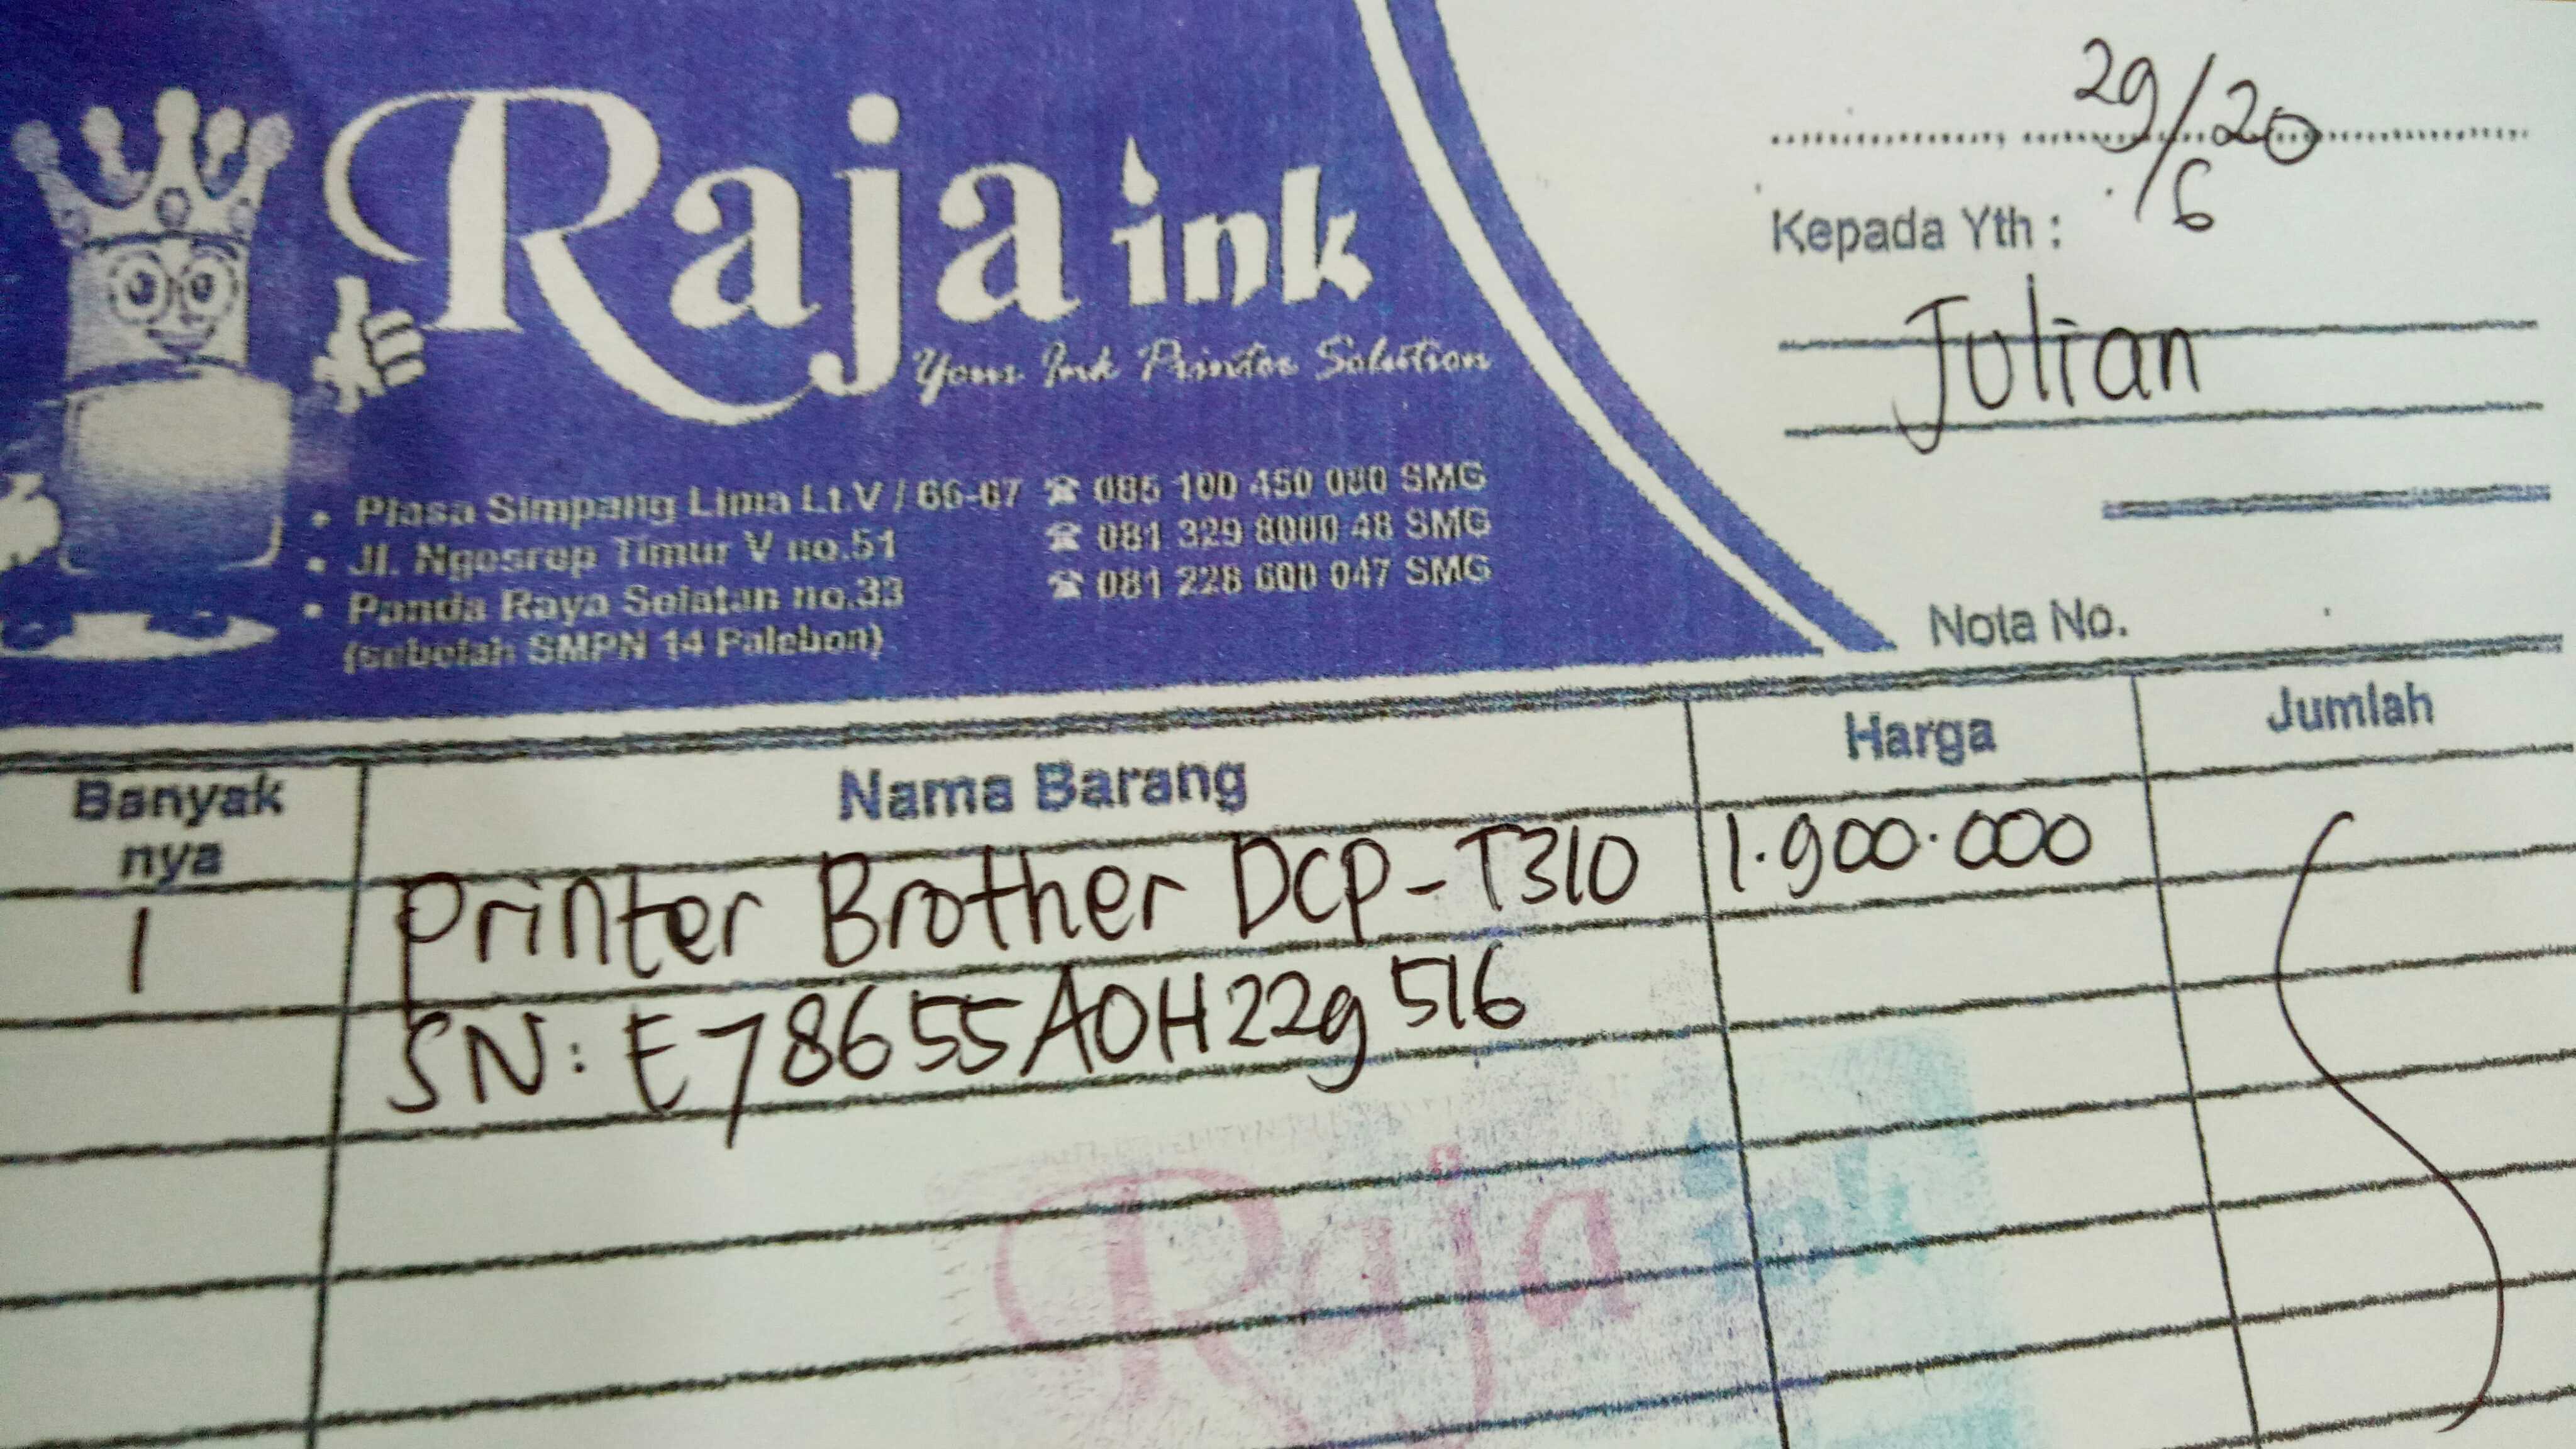 Raja ink
Your Ink Printer Solution
• Plasa Simpang Lima Lt.V / 66-67 ☎ 085 100 450 080 SMG
• Jl. Ngesrep Timur V no.51 ☎ 081 329 8000 48 SMG
• Panda Raya Selatan no.33 ☎ 081 228 600 047 SMG
(sebelah SMPN 14 Palebon)
29/6 20
Kepada Yth :
Julian
Nota No.
Banyak nya Nama Barang Harga Jumlah
1 Printer Brother DCP-T310 1.900.000
SN: E78655A0H229516
Raja ink